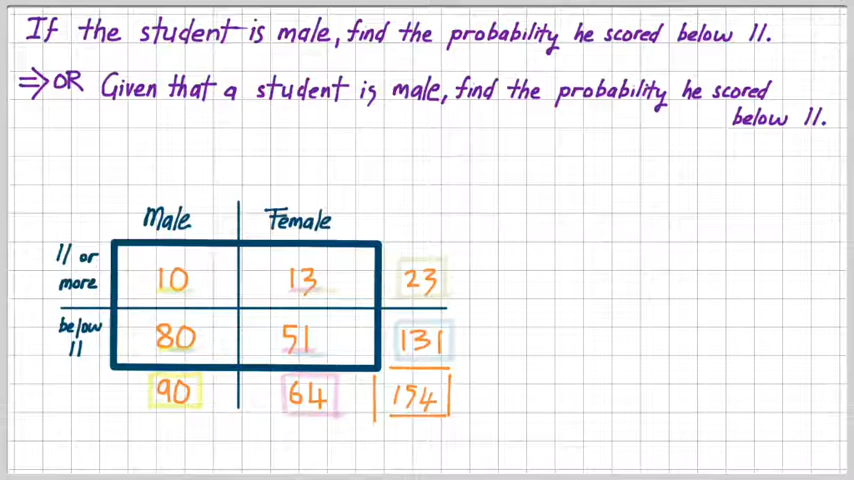 If the student is male, find the probability he scored below 11.
⇒ OR Given that a student is male, find the probability he scored
below 11.
Male Female
11 or
more 10 13 23
below
11 80 51 131
90 64 154